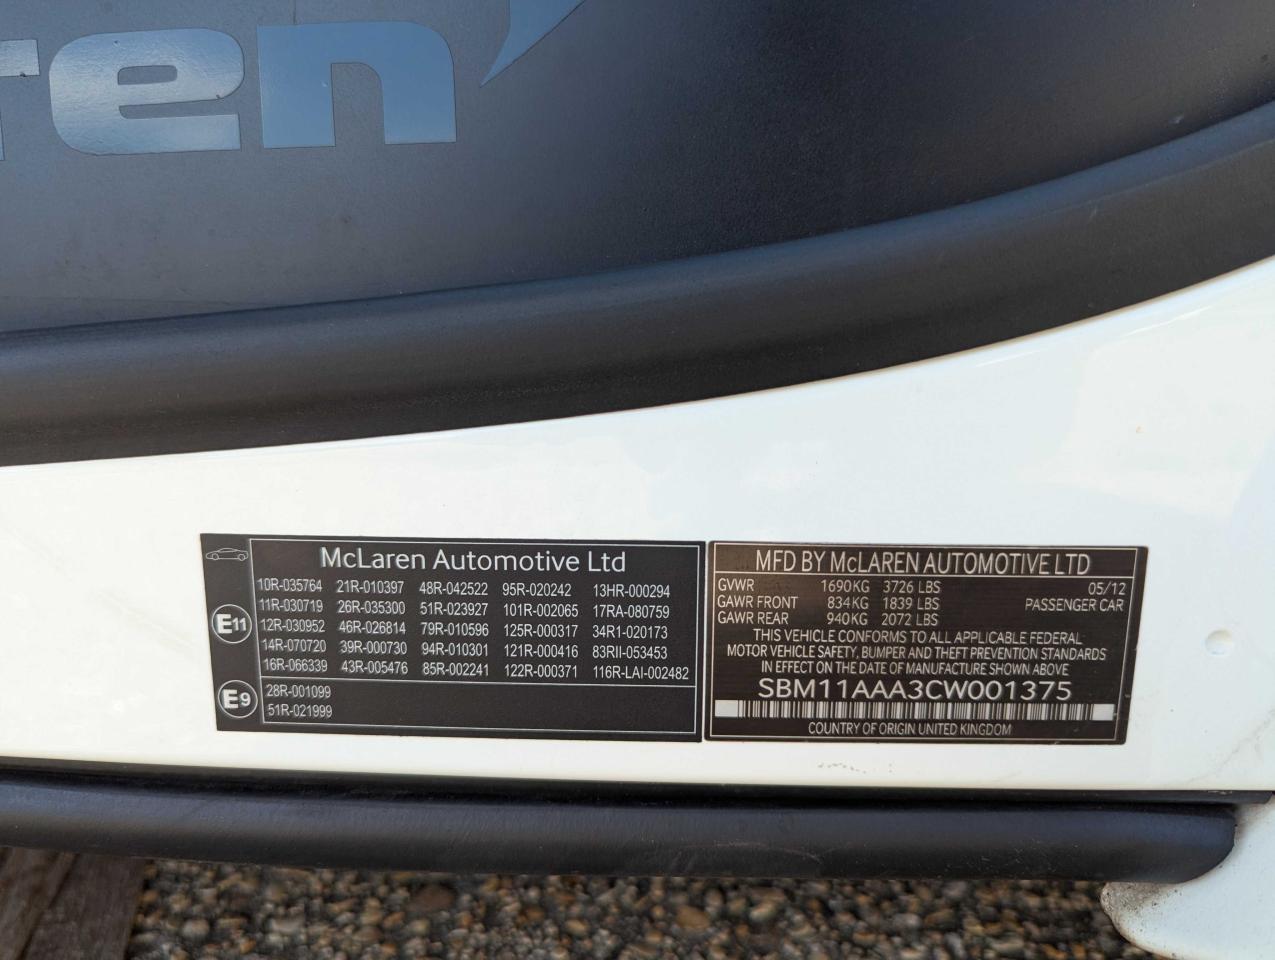 ren
McLaren Automotive Ltd
10R-035764 21R-010397 48R-042522 95R-020242 13HR-000294
11R-030719 26R-035300 51R-023927 101R-002065 17RA-080759
E11 12R-030952 46R-026814 79R-010596 125R-000317 34R1-020173
14R-070720 39R-000730 94R-010301 121R-000416 83RII-053453
16R-066339 43R-005476 85R-002241 122R-000371 116R-LAI-002482
E9 28R-001099
51R-021999
MFD BY McLAREN AUTOMOTIVE LTD
GVWR 1690KG 3726 LBS 05/12
GAWR FRONT 834KG 1839 LBS PASSENGER CAR
GAWR REAR 940KG 2072 LBS
THIS VEHICLE CONFORMS TO ALL APPLICABLE FEDERAL
MOTOR VEHICLE SAFETY, BUMPER AND THEFT PREVENTION STANDARDS
IN EFFECT ON THE DATE OF MANUFACTURE SHOWN ABOVE
SBM11AAA3CW001375
COUNTRY OF ORIGIN UNITED KINGDOM